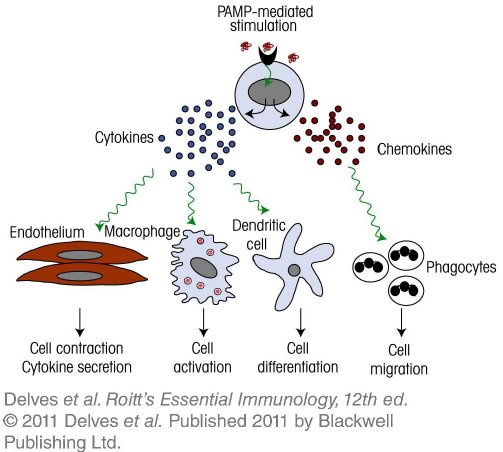 PAMP-mediated
stimulation
Cytokines
Chemokines
Endothelium
Macrophage
Dendritic
cell
Phagocytes
Cell contraction
Cytokine secretion
Cell
activation
Cell
differentiation
Cell
migration
Delves et al. Roitt's Essential Immunology, 12th ed.
© 2011 Delves et al. Published 2011 by Blackwell
Publishing Ltd.